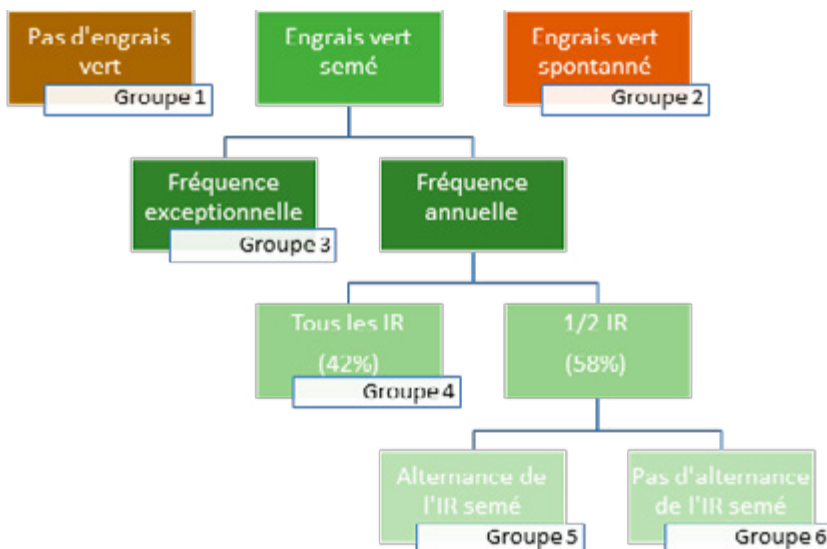 Pas d'engrais
vert
Groupe 1
Engrais vert
semé
Engrais vert
spontanné
Groupe 2
Fréquence
exceptionnelle
Groupe 3
Fréquence
annuelle
Tous les IR
(42%)
Groupe 4
1/2 IR
(58%)
Alternance de
l'IR semé
Groupe 5
Pas d'alternance
de l'IR semé
Groupe 6